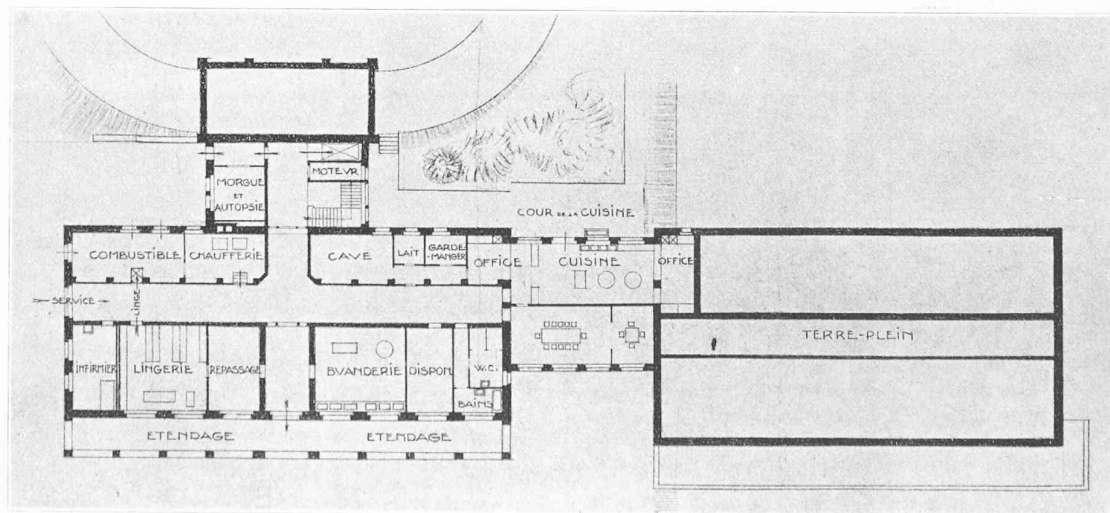 MOTEVR
MORGUE
ET
AUTOPSIE
COUR DE LA CUISINE
COMBUSTIBLE
CHAUFFERIE
CAVE
LAIT
GARDE-
MANGER
OFFICE
CUISINE
OFFICE
SERVICE
LINGE
TERRE-PLEIN
INFIRMIER
LINGERIE
REPASSAGE
BVANDERIE
DISPON.
W.C.
BAINS
ETENDAGE
ETENDAGE